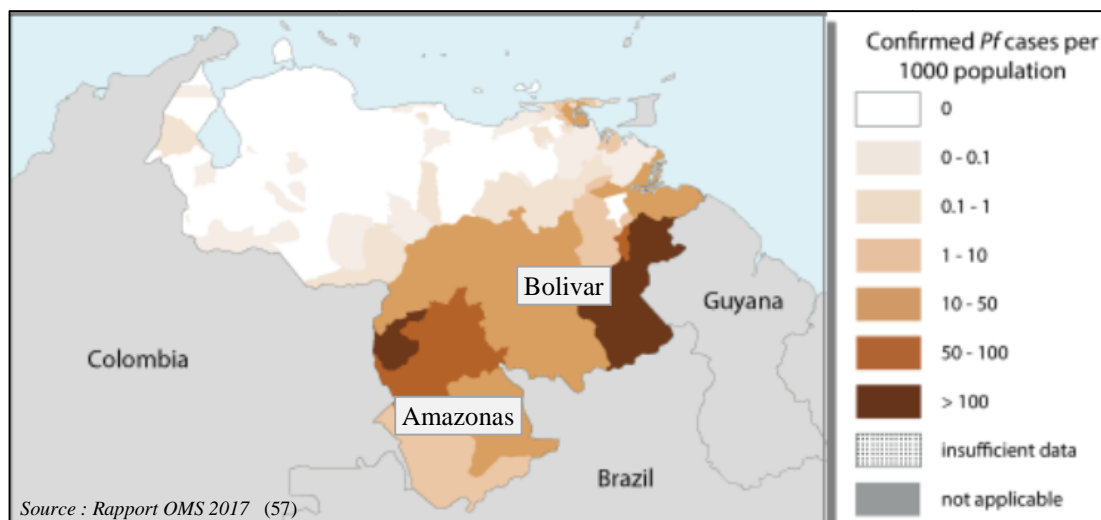 Confirmed Pf cases per
1000 population
0
0 - 0.1
0.1 - 1
1 - 10
10 - 50
50 - 100
> 100
insufficient data
not applicable
Bolivar
Guyana
Colombia
Amazonas
Brazil
Source : Rapport OMS 2017 (57)